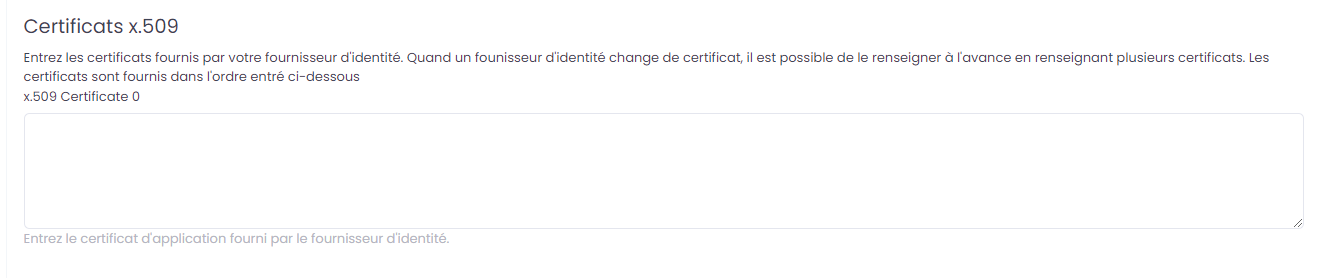 Certificats x.509
Entrez les certificats fournis par votre fournisseur d'identité. Quand un founisseur d'identité change de certificat, il est possible de le renseigner à l'avance en renseignant plusieurs certificats. Les
certificats sont fournis dans l'ordre entré ci-dessous
x.509 Certificate 0
Entrez le certificat d'application fourni par le fournisseur d'identité.